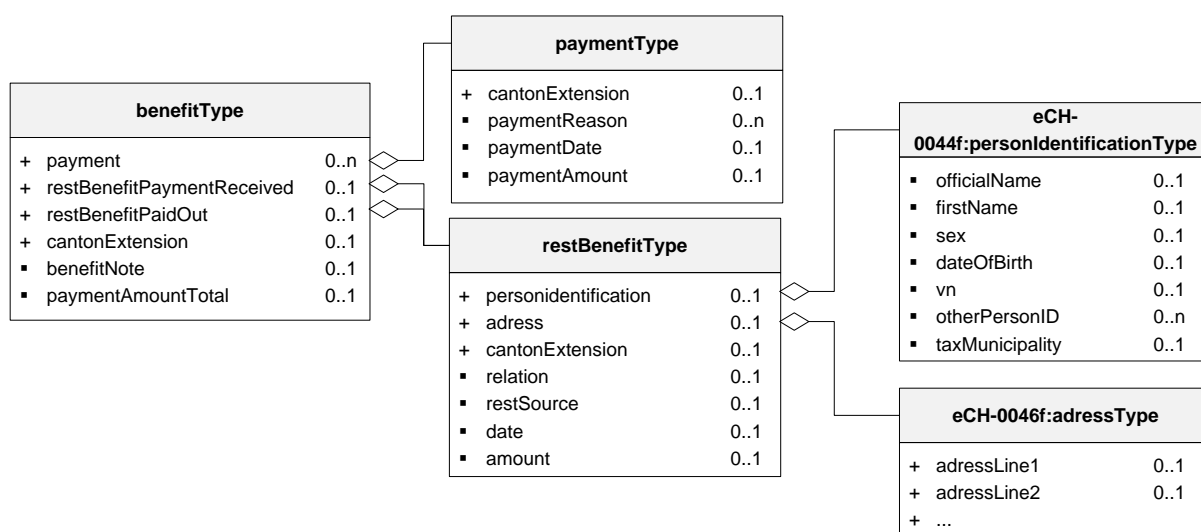 benefitType
+ payment 0..n
+ restBenefitPaymentReceived 0..1
+ restBenefitPaidOut 0..1
+ cantonExtension 0..1
▪ benefitNote 0..1
▪ paymentAmountTotal 0..1
paymentType
+ cantonExtension 0..1
▪ paymentReason 0..n
▪ paymentDate 0..1
▪ paymentAmount 0..1
restBenefitType
+ personidentification 0..1
+ adress 0..1
+ cantonExtension 0..1
▪ relation 0..1
▪ restSource 0..1
▪ date 0..1
▪ amount 0..1
eCH-
0044f:personIdentificationType
▪ officialName 0..1
▪ firstName 0..1
▪ sex 0..1
▪ dateOfBirth 0..1
▪ vn 0..1
▪ otherPersonID 0..n
▪ taxMunicipality 0..1
eCH-0046f:adressType
+ adressLine1 0..1
+ adressLine2 0..1
+ ...